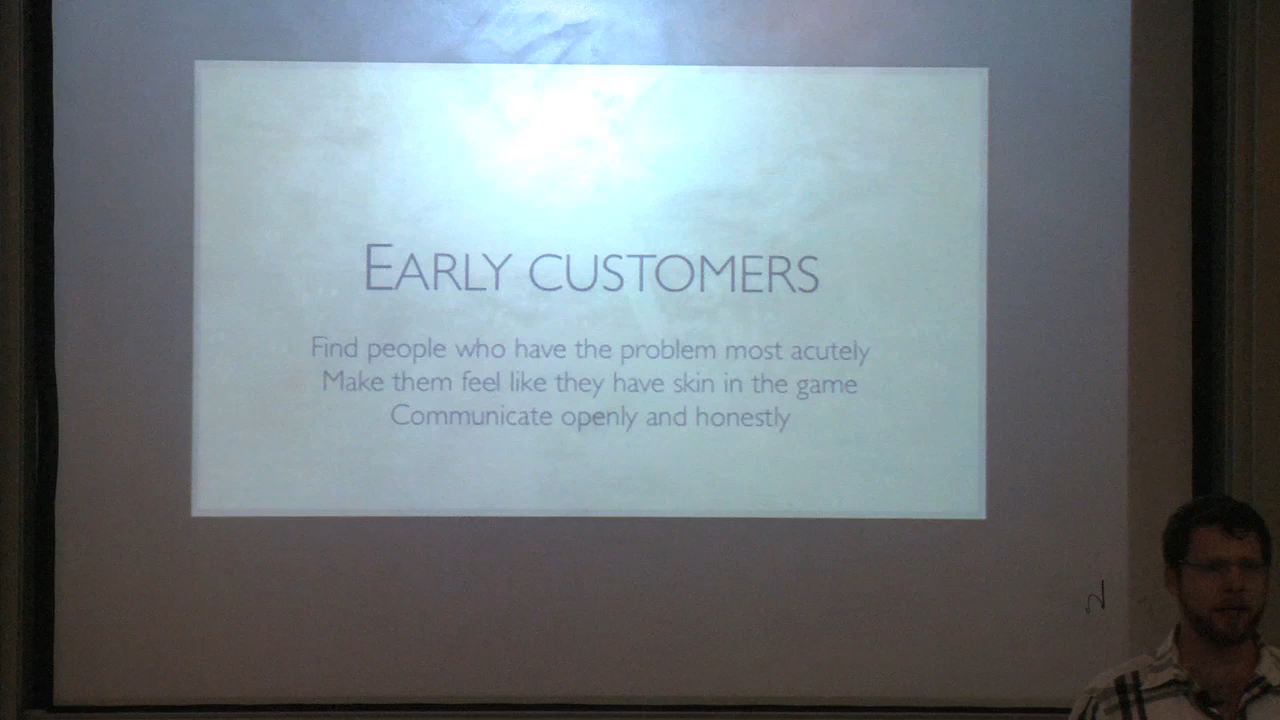 EARLY CUSTOMERS
Find people who have the problem most acutely
Make them feel like they have skin in the game
Communicate openly and honestly